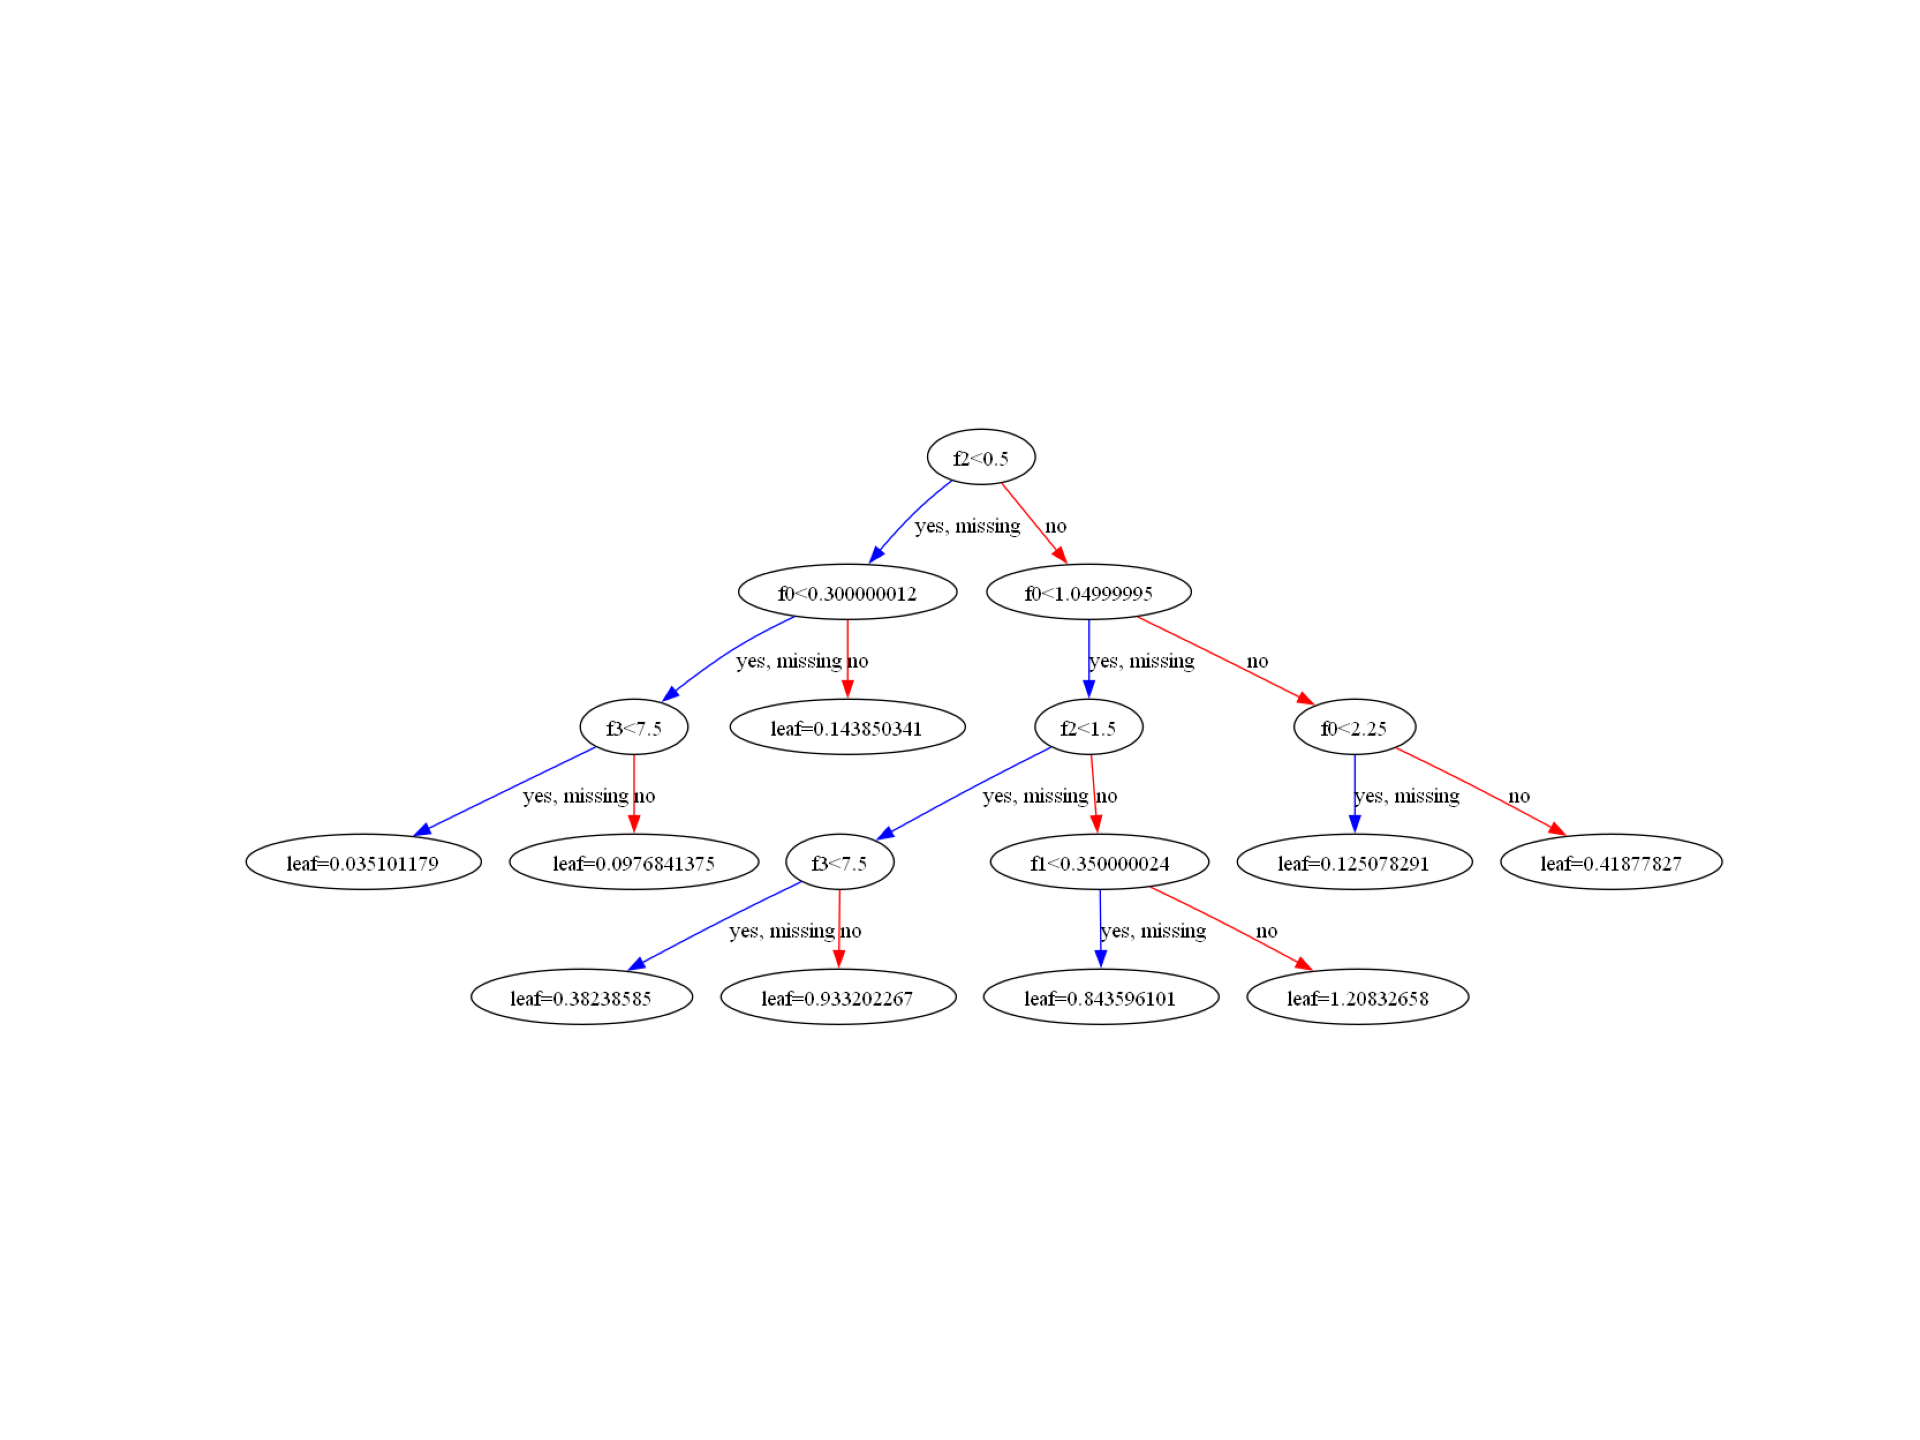 f2<0.5
yes, missing
no
f0<0.300000012
f0<1.04999995
yes, missing
no
yes, missing
no
f3<7.5
leaf=0.143850341
f2<1.5
f0<2.25
yes, missing
no
yes, missing
no
yes, missing
no
leaf=0.035101179
leaf=0.0976841375
f3<7.5
f1<0.350000024
leaf=0.125078291
leaf=0.41877827
yes, missing
no
yes, missing
no
leaf=0.38238585
leaf=0.933202267
leaf=0.843596101
leaf=1.20832658